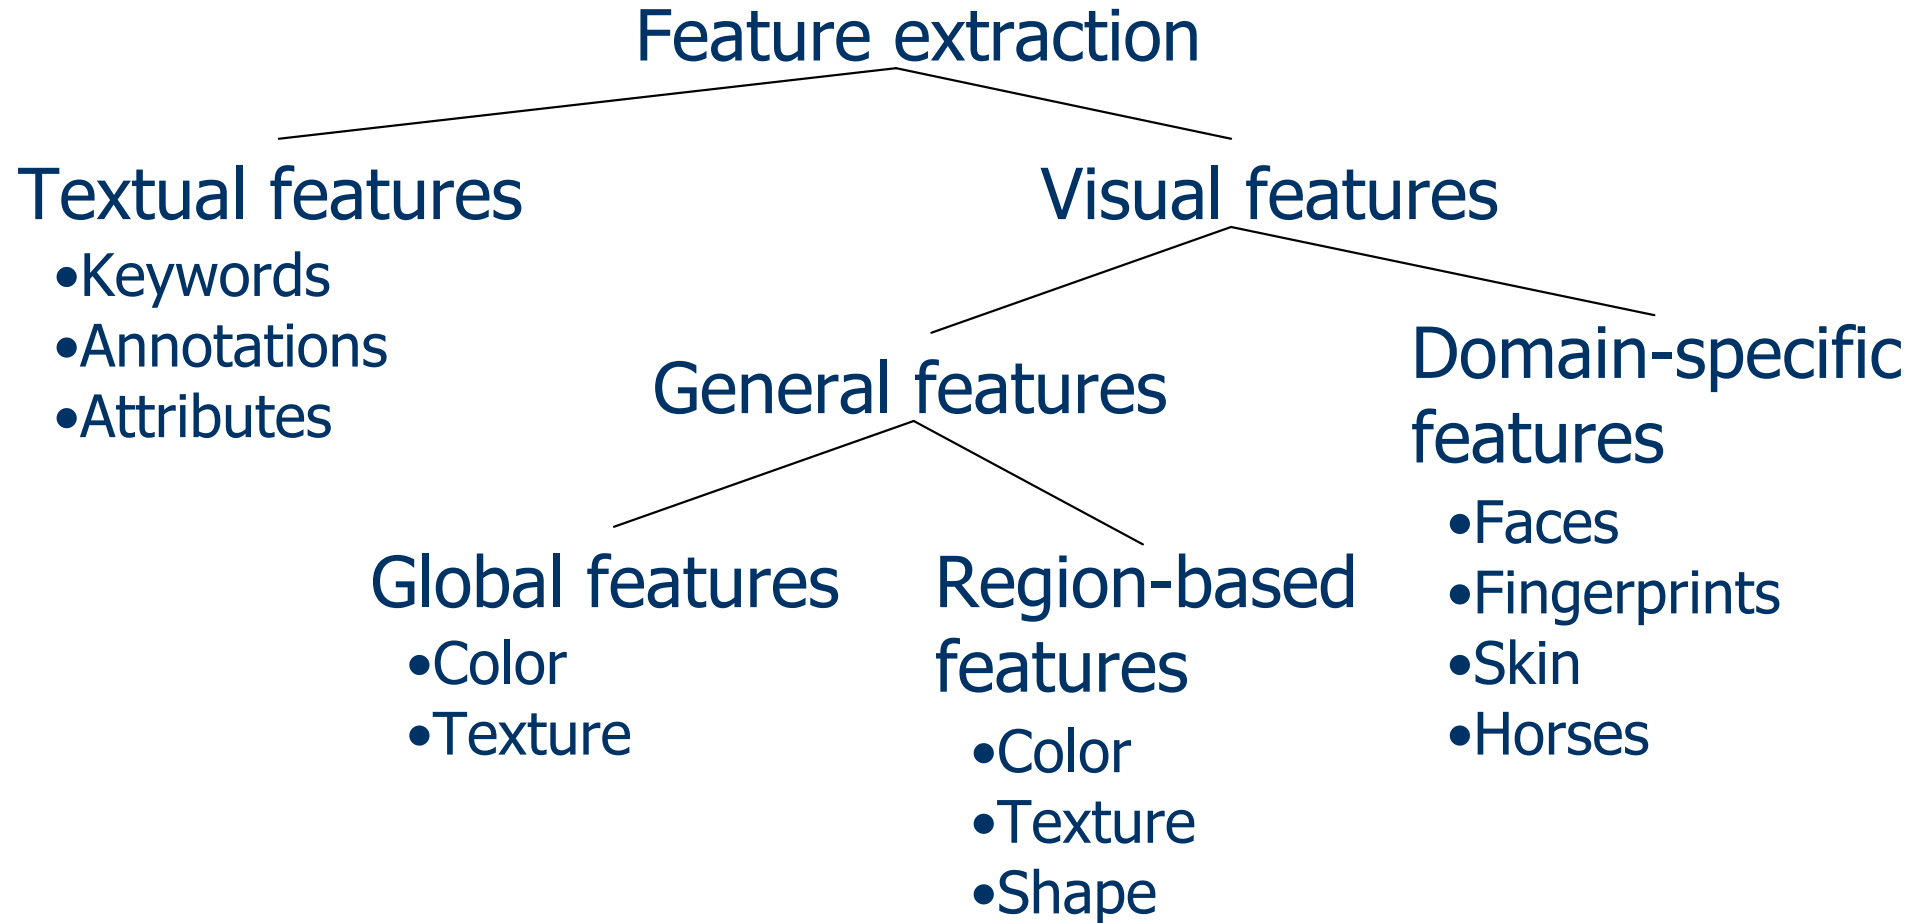 Feature extraction
Textual features
•Keywords
•Annotations
•Attributes
Visual features
General features
Global features
•Color
•Texture
Region-based
features
•Color
•Texture
•Shape
Domain-specific
features
•Faces
•Fingerprints
•Skin
•Horses